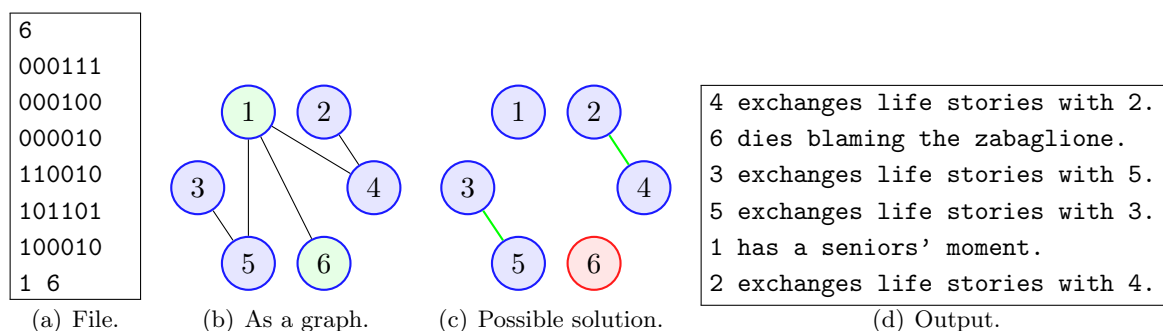 6
000111
000100
000010
110010
101101
100010
1 6
(a) File.
1 2
3 4
5 6
(b) As a graph.
1 2
3 4
5 6
(c) Possible solution.
4 exchanges life stories with 2.
6 dies blaming the zabaglione.
3 exchanges life stories with 5.
5 exchanges life stories with 3.
1 has a seniors' moment.
2 exchanges life stories with 4.
(d) Output.